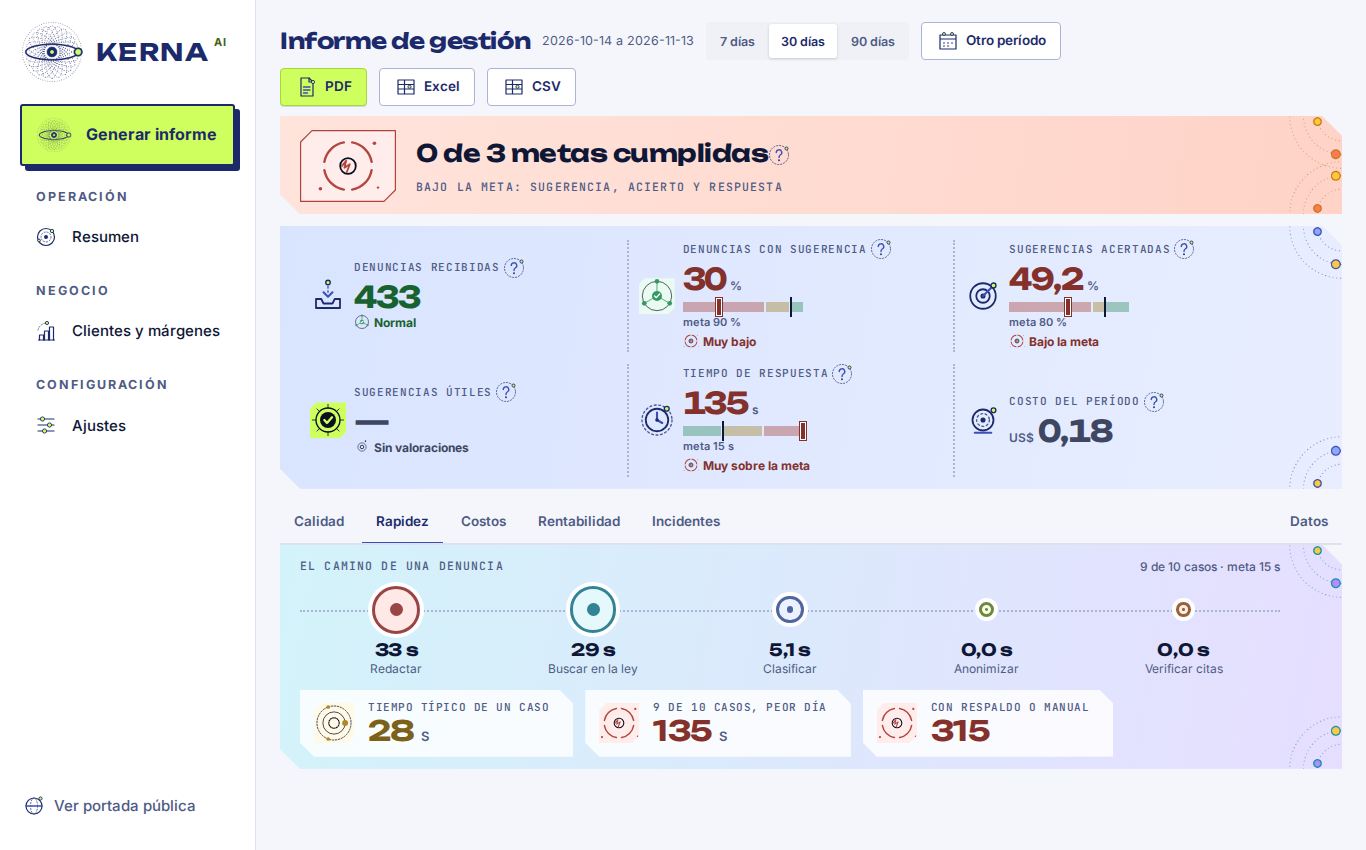 KERNA AI
Generar informe
OPERACIÓN
Resumen
NEGOCIO
Clientes y márgenes
CONFIGURACIÓN
Ajustes
Ver portada pública
Informe de gestión 2026-10-14 a 2026-11-13 7 días 30 días 90 días Otro período
PDF Excel CSV
0 de 3 metas cumplidas ?
BAJO LA META: SUGERENCIA, ACIERTO Y RESPUESTA
DENUNCIAS RECIBIDAS ?
433
Normal
DENUNCIAS CON SUGERENCIA ?
30 %
meta 90 %
Muy bajo
SUGERENCIAS ACERTADAS ?
49,2 %
meta 80 %
Bajo la meta
SUGERENCIAS ÚTILES ?
—
Sin valoraciones
TIEMPO DE RESPUESTA ?
135 s
meta 15 s
Muy sobre la meta
COSTO DEL PERÍODO ?
US$ 0,18
Calidad Rapidez Costos Rentabilidad Incidentes Datos
EL CAMINO DE UNA DENUNCIA 9 de 10 casos · meta 15 s
33 s 29 s 5,1 s 0,0 s 0,0 s
Redactar Buscar en la ley Clasificar Anonimizar Verificar citas
TIEMPO TÍPICO DE UN CASO
28 s
9 DE 10 CASOS, PEOR DÍA
135 s
CON RESPALDO O MANUAL
315